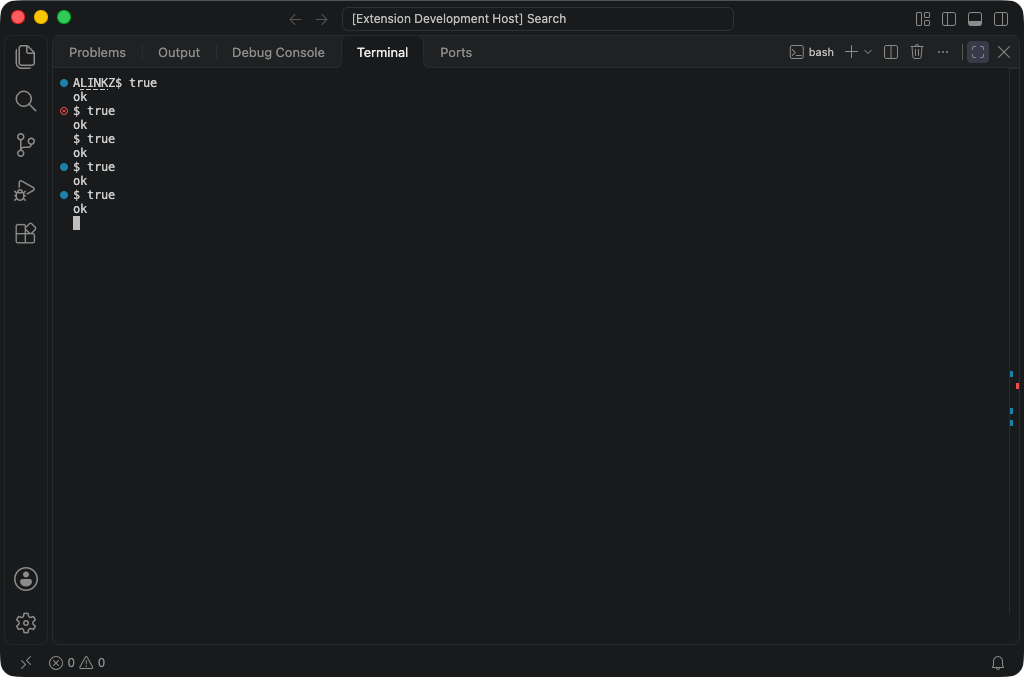 [Extension Development Host] Search
Problems Output Debug Console Terminal Ports bash
ALINKZ$ true
ok
$ true
ok
$ true
ok
$ true
ok
$ true
ok
0 0